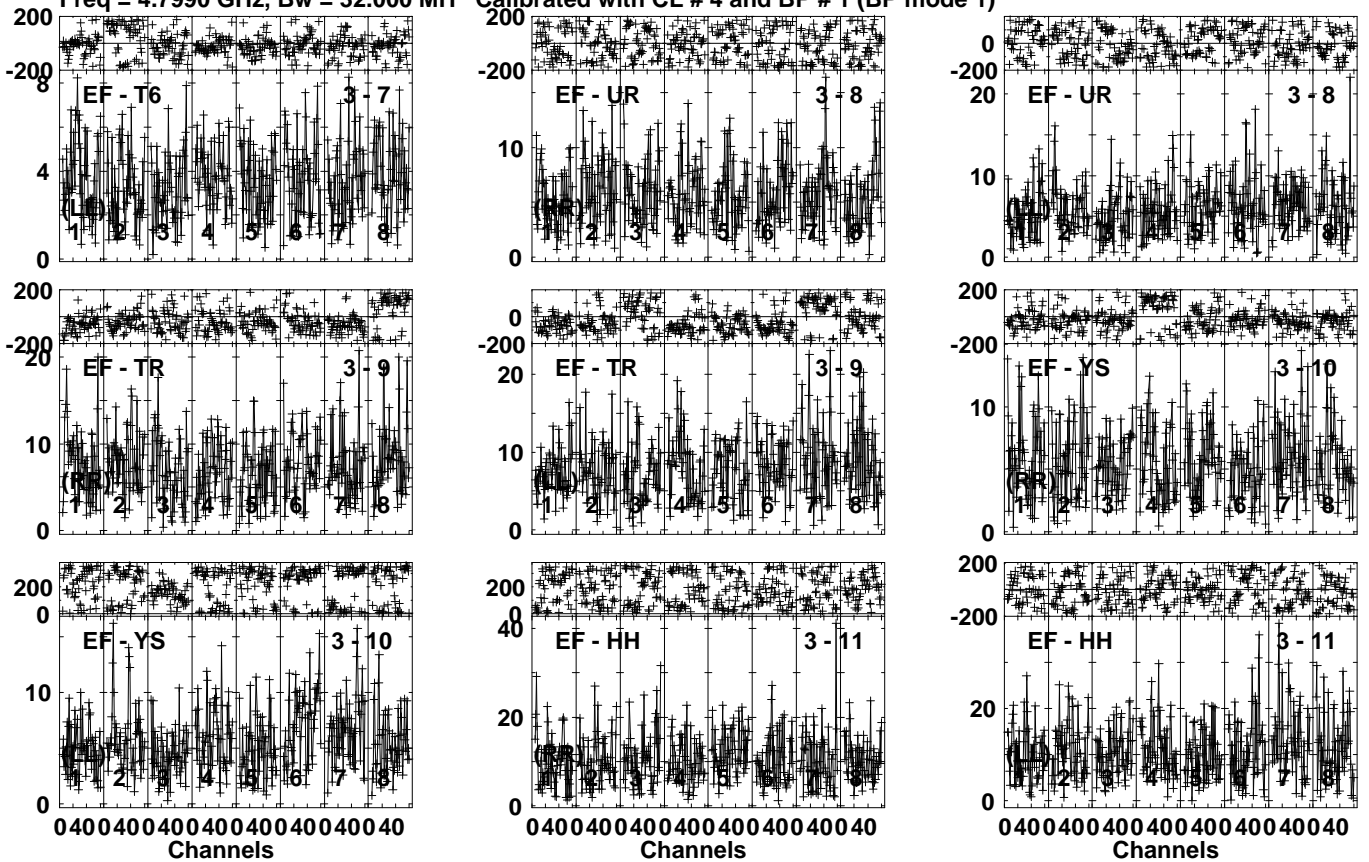 Freq = 4.7990 GHz, Bw = 32.000 MH Calibrated with CL # 4 and BP # 1 (BP mode 1)
200 200 200
0
-200 -200 -200
8 EF - T6 3 - 7 EF - UR 3 - 8 20 EF - UR 3 - 8
10 10
4
(LL) (RR) (LL)
1 2 3 4 5 6 7 8 1 2 3 4 5 6 7 8 1 2 3 4 5 6 7 8
0 0 0
200 200
0
-200 -200 -200
20 EF - TR 3 - 9 20 EF - TR 3 - 9 EF - YS 3 - 10
10 10 10
(RR) (LL) (RR)
1 2 3 4 5 6 7 8 1 2 3 4 5 6 7 8 1 2 3 4 5 6 7 8
0 0 0
200 200 200
0 0 -200
EF - YS 3 - 10 40 EF - HH 3 - 11 EF - HH 3 - 11
10 20 20
(LL) (RR) (LL)
1 2 3 4 5 6 7 8 1 2 3 4 5 6 7 8 1 2 3 4 5 6 7 8
0 0 0
0 40 0 40 0 40 0 40 0 40 0 40 0 40 0 40 0 40 0 40 0 40 0 40 0 40 0 40 0 40 0 40 0 40 0 40 0 40 0 40 0 40 0 40 0 40 0 40
Channels Channels Channels